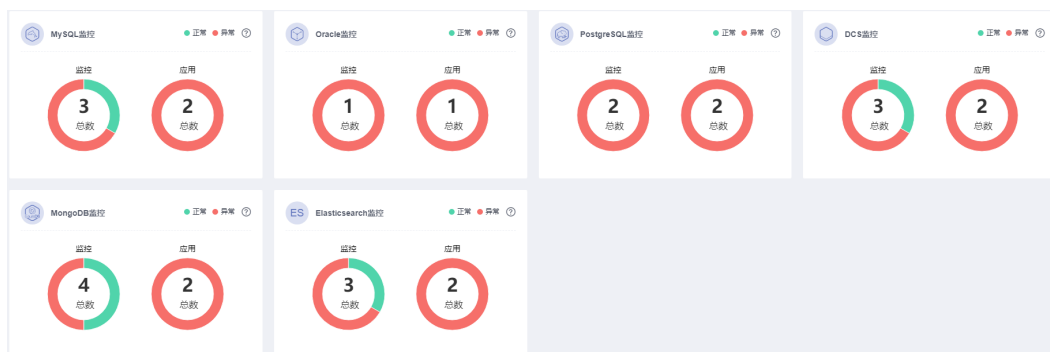 MySQL监控 正常 异常
监控 应用
3 2
总数 总数
Oracle监控 正常 异常
监控 应用
1 1
总数 总数
PostgreSQL监控 正常 异常
监控 应用
2 2
总数 总数
DCS监控 正常 异常
监控 应用
3 2
总数 总数
MongoDB监控 正常 异常
监控 应用
4 2
总数 总数
ES Elasticsearch监控 正常 异常
监控 应用
3 2
总数 总数